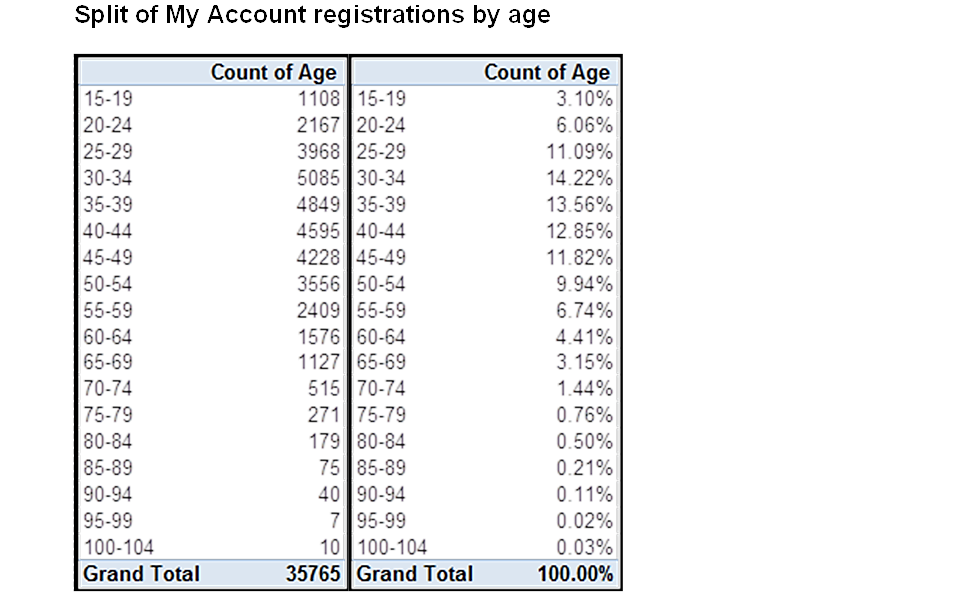 Split of My Account registrations by age
Count of Age Count of Age
15-19 1108 15-19 3.10%
20-24 2167 20-24 6.06%
25-29 3968 25-29 11.09%
30-34 5085 30-34 14.22%
35-39 4849 35-39 13.56%
40-44 4595 40-44 12.85%
45-49 4228 45-49 11.82%
50-54 3556 50-54 9.94%
55-59 2409 55-59 6.74%
60-64 1576 60-64 4.41%
65-69 1127 65-69 3.15%
70-74 515 70-74 1.44%
75-79 271 75-79 0.76%
80-84 179 80-84 0.50%
85-89 75 85-89 0.21%
90-94 40 90-94 0.11%
95-99 7 95-99 0.02%
100-104 10 100-104 0.03%
Grand Total 35765 Grand Total 100.00%